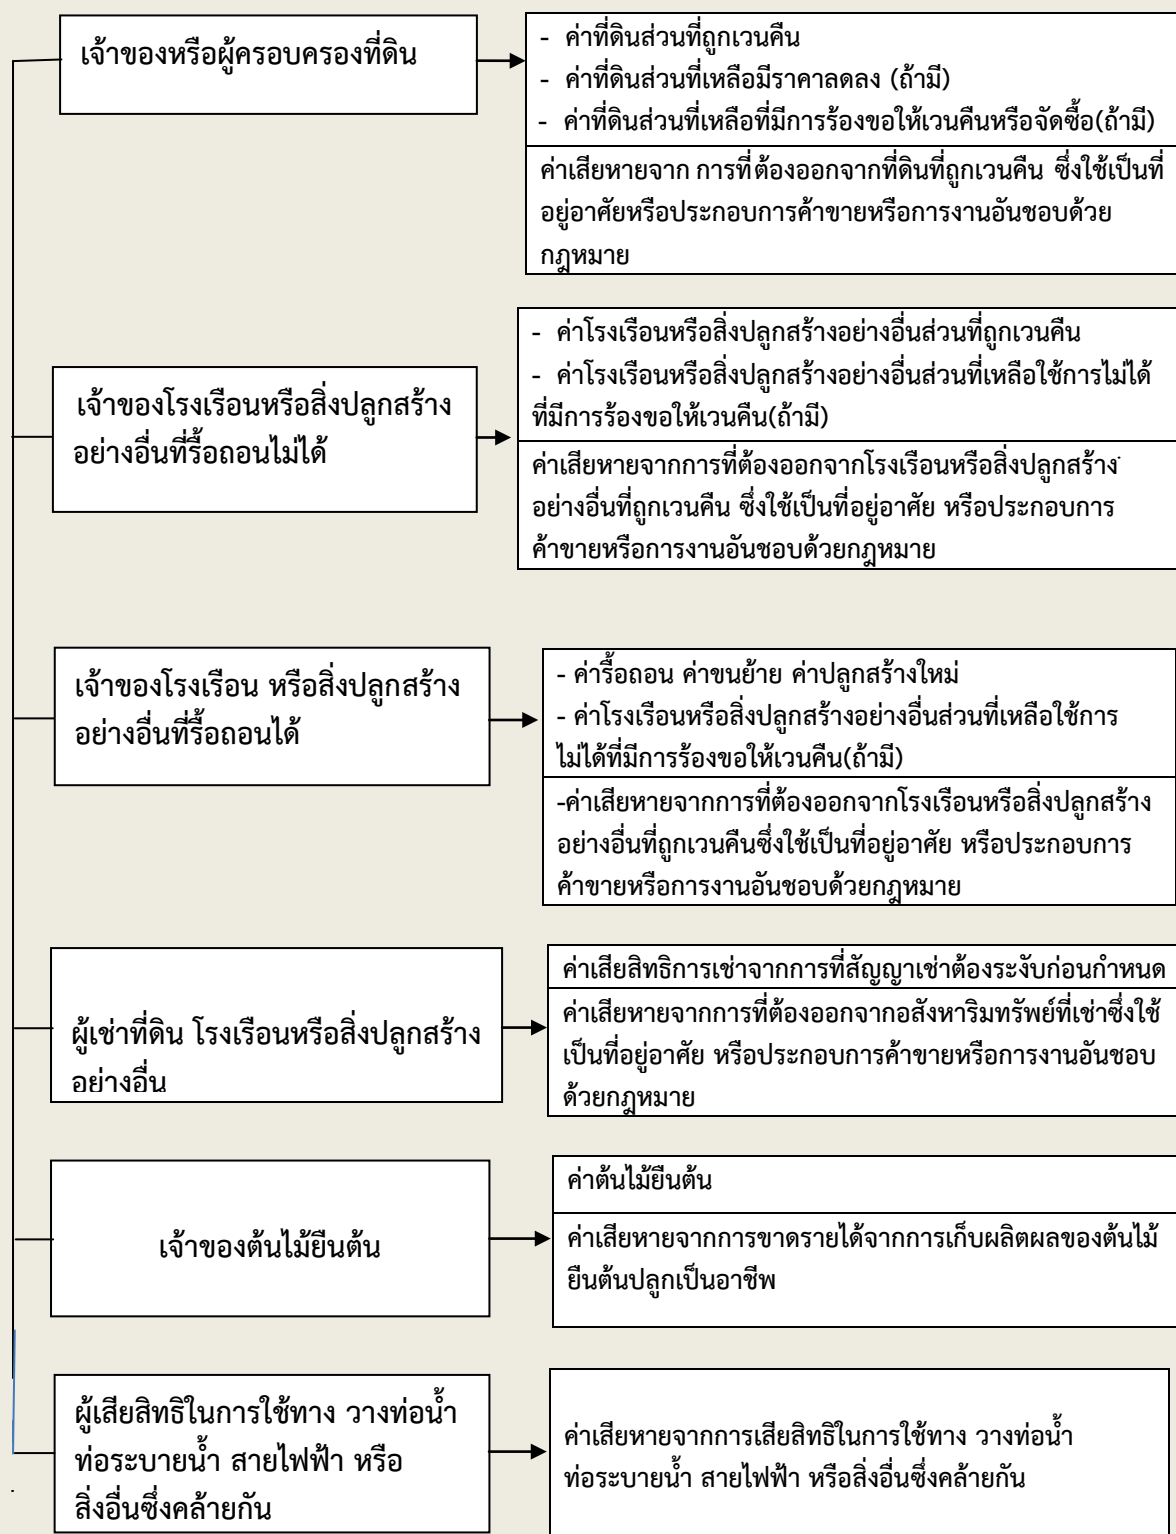 เจ้าของหรือผู้ครอบครองที่ดิน
- ค่าที่ดินส่วนที่ถูกเวนคืน
- ค่าที่ดินส่วนที่เหลือมีราคาลดลง (ถ้ามี)
- ค่าที่ดินส่วนที่เหลือที่มีการร้องขอให้เวนคืนหรือจัดซื้อ(ถ้ามี)
ค่าเสียหายจาก การที่ต้องออกจากที่ดินที่ถูกเวนคืน ซึ่งใช้เป็นที่
อยู่อาศัยหรือประกอบการค้าขายหรือการงานอันชอบด้วย
กฎหมาย
เจ้าของโรงเรือนหรือสิ่งปลูกสร้าง
อย่างอื่นที่รื้อถอนไม่ได้
- ค่าโรงเรือนหรือสิ่งปลูกสร้างอย่างอื่นส่วนที่ถูกเวนคืน
- ค่าโรงเรือนหรือสิ่งปลูกสร้างอย่างอื่นส่วนที่เหลือใช้การไม่ได้
ที่มีการร้องขอให้เวนคืน(ถ้ามี)
ค่าเสียหายจากการที่ต้องออกจากโรงเรือนหรือสิ่งปลูกสร้าง
อย่างอื่นที่ถูกเวนคืน ซึ่งใช้เป็นที่อยู่อาศัย หรือประกอบการ
ค้าขายหรือการงานอันชอบด้วยกฎหมาย
เจ้าของโรงเรือน หรือสิ่งปลูกสร้าง
อย่างอื่นที่รื้อถอนได้
- ค่ารื้อถอน ค่าขนย้าย ค่าปลูกสร้างใหม่
- ค่าโรงเรือนหรือสิ่งปลูกสร้างอย่างอื่นส่วนที่เหลือใช้การ
ไม่ได้ที่มีการร้องขอให้เวนคืน(ถ้ามี)
-ค่าเสียหายจากการที่ต้องออกจากโรงเรือนหรือสิ่งปลูกสร้าง
อย่างอื่นที่ถูกเวนคืนซึ่งใช้เป็นที่อยู่อาศัย หรือประกอบการ
ค้าขายหรือการงานอันชอบด้วยกฎหมาย
ผู้เช่าที่ดิน โรงเรือนหรือสิ่งปลูกสร้าง
อย่างอื่น
ค่าเสียสิทธิการเช่าจากการที่สัญญาเช่าต้องระงับก่อนกำหนด
ค่าเสียหายจากการที่ต้องออกจากอสังหาริมทรัพย์ที่เช่าซึ่งใช้
เป็นที่อยู่อาศัย หรือประกอบการค้าขายหรือการงานอันชอบ
ด้วยกฎหมาย
เจ้าของต้นไม้ยืนต้น
ค่าต้นไม้ยืนต้น
ค่าเสียหายจากการขาดรายได้จากการเก็บผลิตผลของต้นไม้
ยืนต้นปลูกเป็นอาชีพ
ผู้เสียสิทธิในการใช้ทาง วางท่อน้ำ
ท่อระบายน้ำ สายไฟฟ้า หรือ
สิ่งอื่นซึ่งคล้ายกัน
ค่าเสียหายจากการเสียสิทธิในการใช้ทาง วางท่อน้ำ
ท่อระบายน้ำ สายไฟฟ้า หรือสิ่งอื่นซึ่งคล้ายกัน